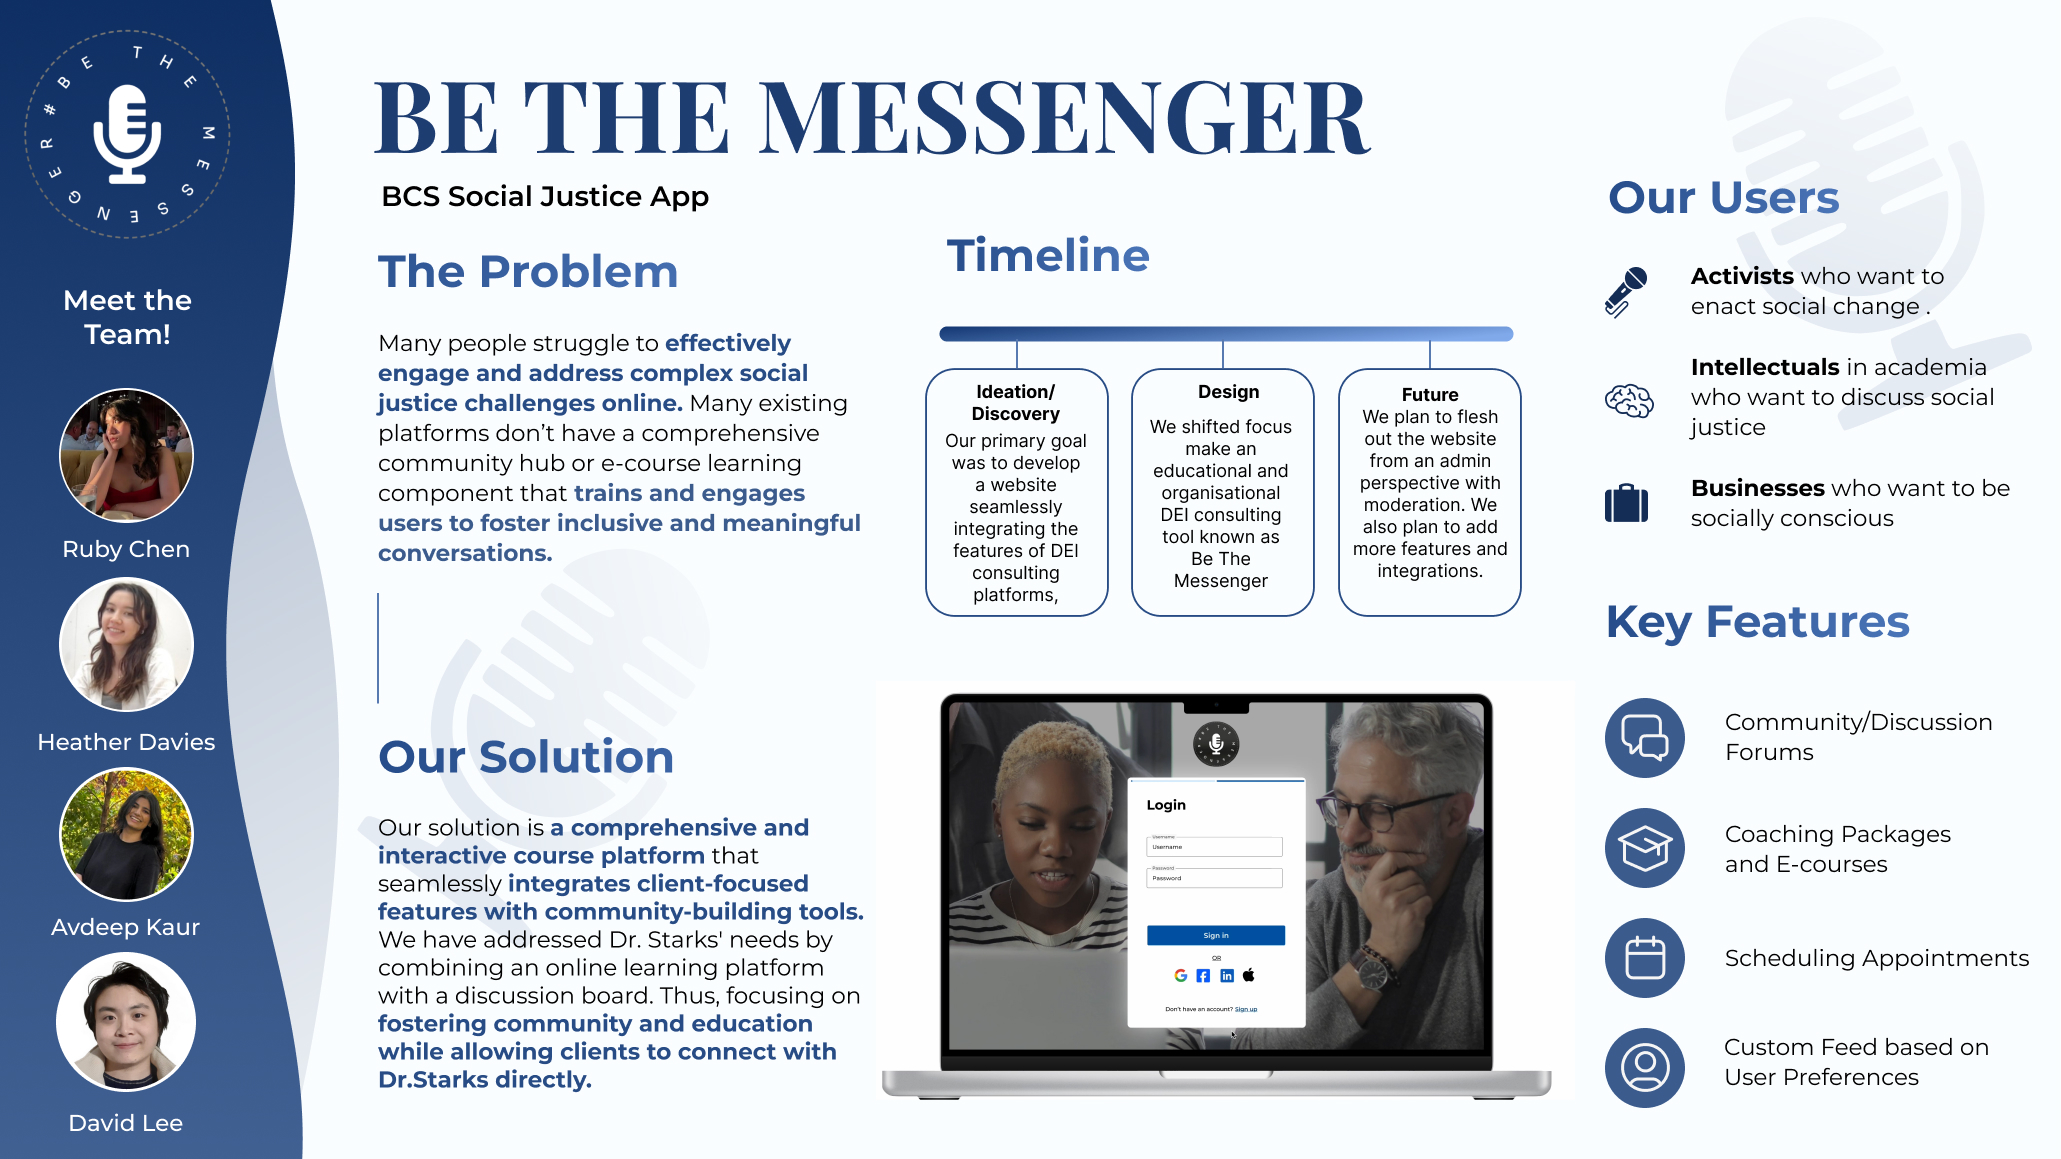 #BE THE MESSENGER
Meet the
Team!
Ruby Chen
Heather Davies
Avdeep Kaur
David Lee
BE THE MESSENGER
BCS Social Justice App
The Problem
Many people struggle to effectively
engage and address complex social
justice challenges online. Many existing
platforms don’t have a comprehensive
community hub or e-course learning
component that trains and engages
users to foster inclusive and meaningful
conversations.
Our Solution
Our solution is a comprehensive and
interactive course platform that
seamlessly integrates client-focused
features with community-building tools.
We have addressed Dr. Starks' needs by
combining an online learning platform
with a discussion board. Thus, focusing on
fostering community and education
while allowing clients to connect with
Dr.Starks directly.
Timeline
Ideation/
Discovery
Our primary goal
was to develop
a website
seamlessly
integrating the
features of DEI
consulting
platforms,
Design
We shifted focus
make an
educational and
organisational
DEI consulting
tool known as
Be The
Messenger
Future
We plan to flesh
out the website
from an admin
perspective with
moderation. We
also plan to add
more features and
integrations.
#BE THE MESSENGER
Login
Username
Username
Password
Password
Sign in
OR
Don't have an account? Sign up
Our Users
Activists who want to
enact social change .
Intellectuals in academia
who want to discuss social
justice
Businesses who want to be
socially conscious
Key Features
Community/Discussion
Forums
Coaching Packages
and E-courses
Scheduling Appointments
Custom Feed based on
User Preferences